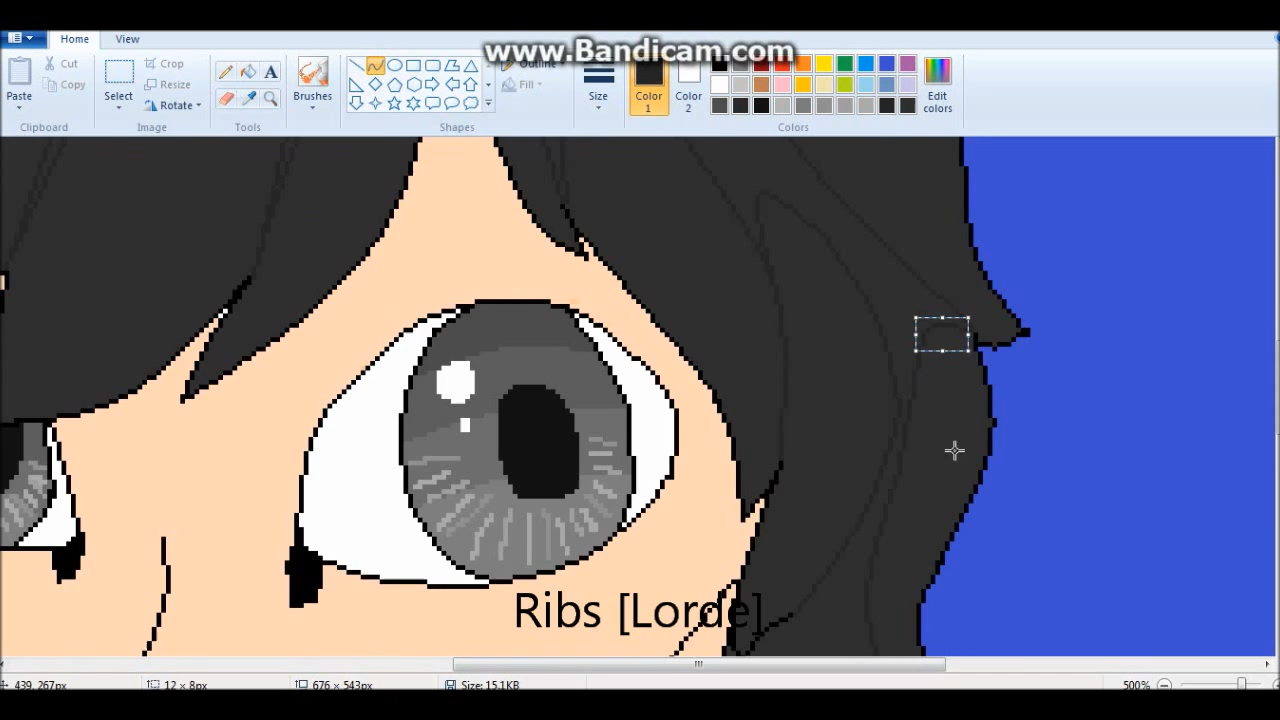 www.Bandicam.com
Home
View
Cut
Copy
Paste
Clipboard
Crop
Resize
Rotate
Select
Image
Tools
Brushes
Outline
Fill
Shapes
Size
Color
1
Color
2
Edit
colors
Colors
Ribs [Lorde]
439, 267px
12 × 8px
676 × 543px
Size: 15.1KB
500%